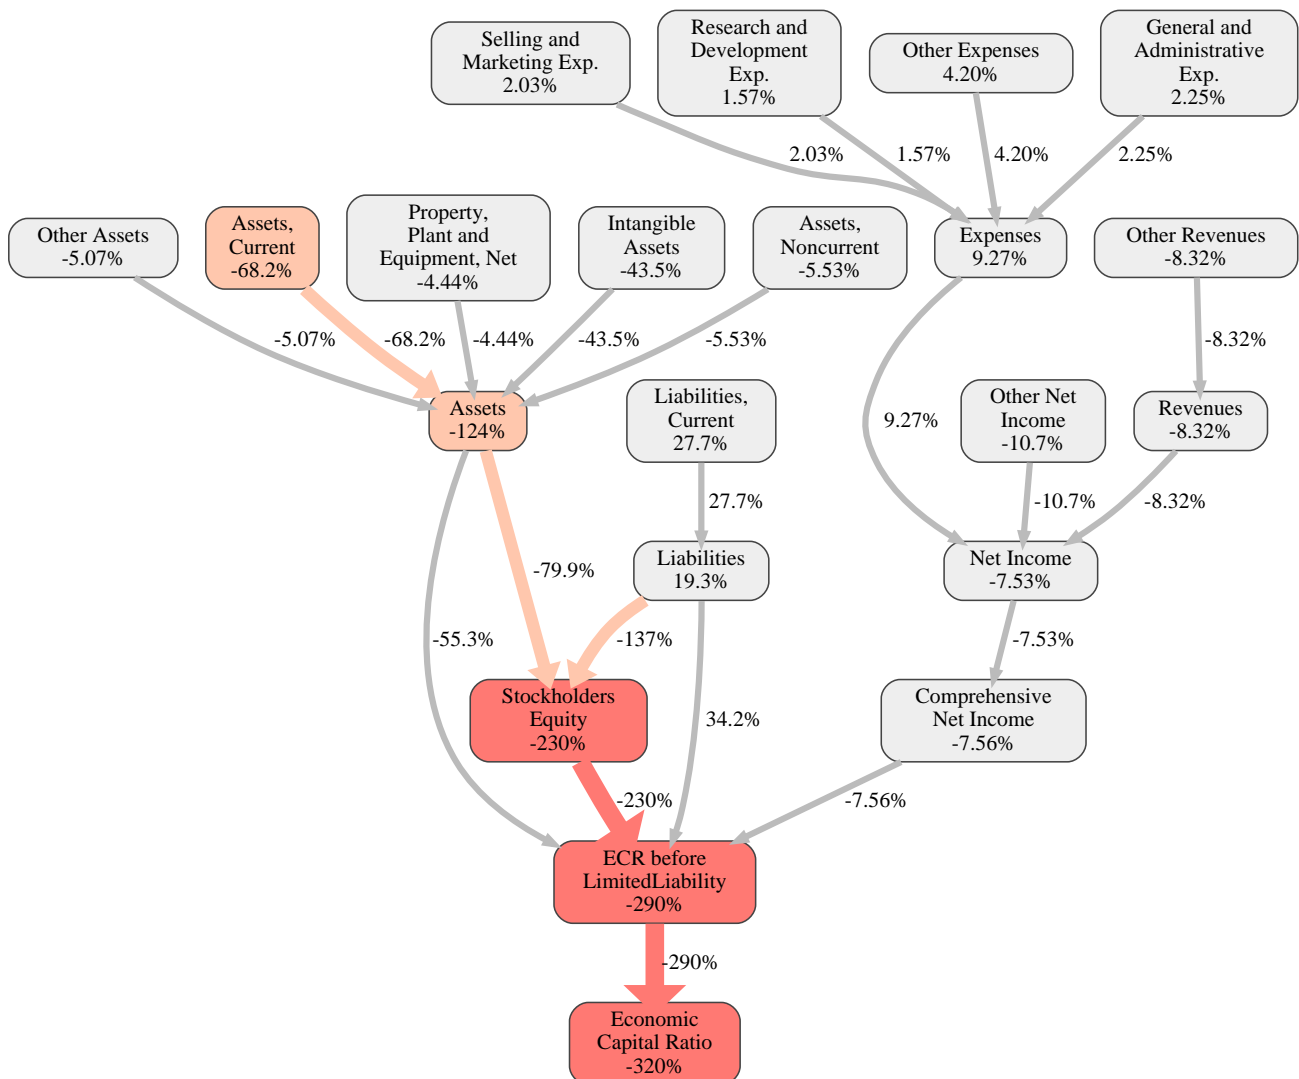 Selling and
Marketing Exp.
2.03%
Research and
Development
Exp.
1.57%
Other Expenses
4.20%
General and
Administrative
Exp.
2.25%
2.03%
1.57%
4.20%
2.25%
Other Assets
-5.07%
Assets,
Current
-68.2%
Property,
Plant and
Equipment, Net
-4.44%
Intangible
Assets
-43.5%
Assets,
Noncurrent
-5.53%
Expenses
9.27%
Other Revenues
-8.32%
-5.07%
-68.2%
-4.44%
-43.5%
-5.53%
-8.32%
Assets
-124%
Liabilities,
Current
27.7%
9.27%
Other Net
Income
-10.7%
Revenues
-8.32%
27.7%
-10.7%
-8.32%
-79.9%
Liabilities
19.3%
Net Income
-7.53%
-55.3%
-137%
-7.53%
Stockholders
Equity
-230%
34.2%
Comprehensive
Net Income
-7.56%
-230%
-7.56%
ECR before
LimitedLiability
-290%
-290%
Economic
Capital Ratio
-320%